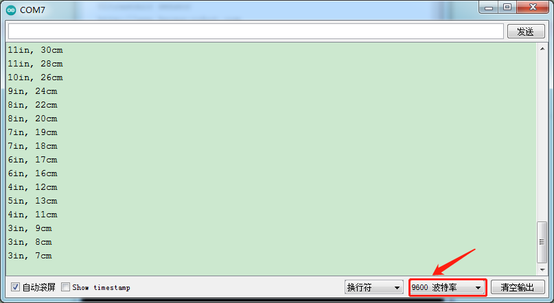 COM7
发送
11in, 30cm
11in, 28cm
10in, 26cm
9in, 24cm
8in, 22cm
8in, 20cm
7in, 19cm
7in, 18cm
6in, 17cm
6in, 16cm
4in, 12cm
5in, 13cm
4in, 11cm
3in, 9cm
3in, 8cm
3in, 7cm
自动滚屏 Show timestamp 换行符 9600 波特率 清空输出